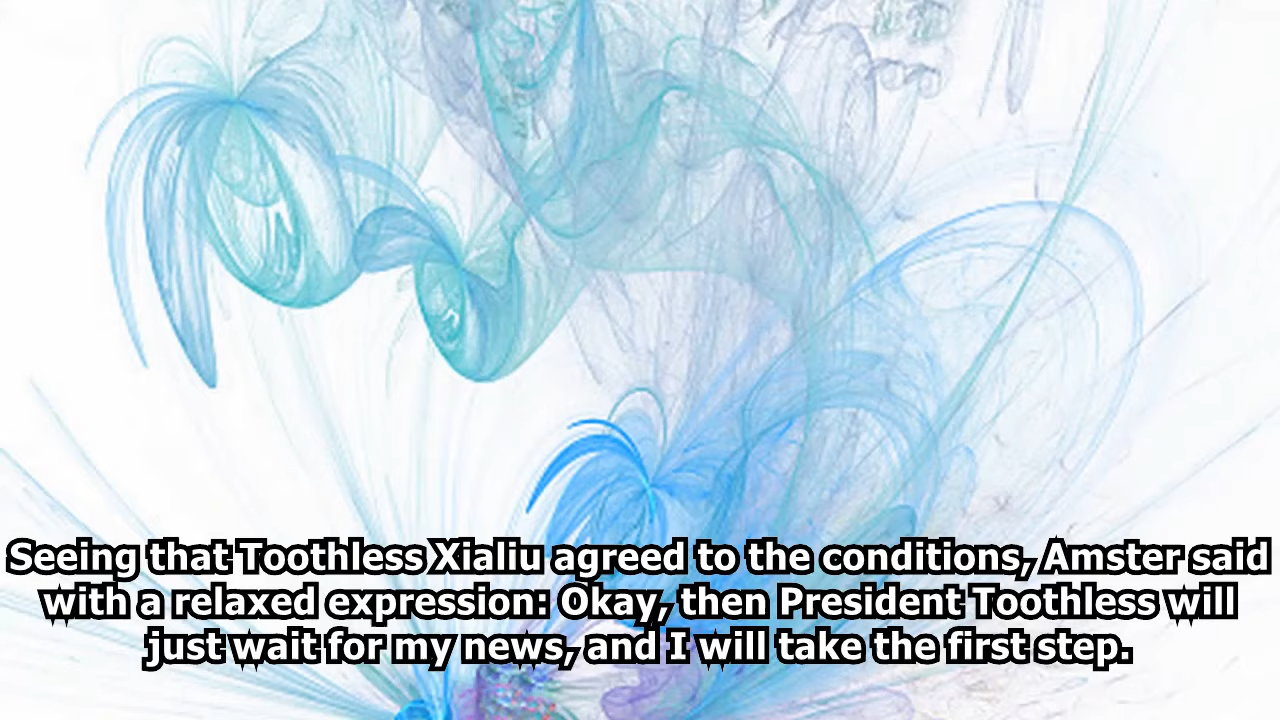 Seeing that Toothless Xialiu agreed to the conditions, Amster said
with a relaxed expression: Okay, then President Toothless will
just wait for my news, and I will take the first step.